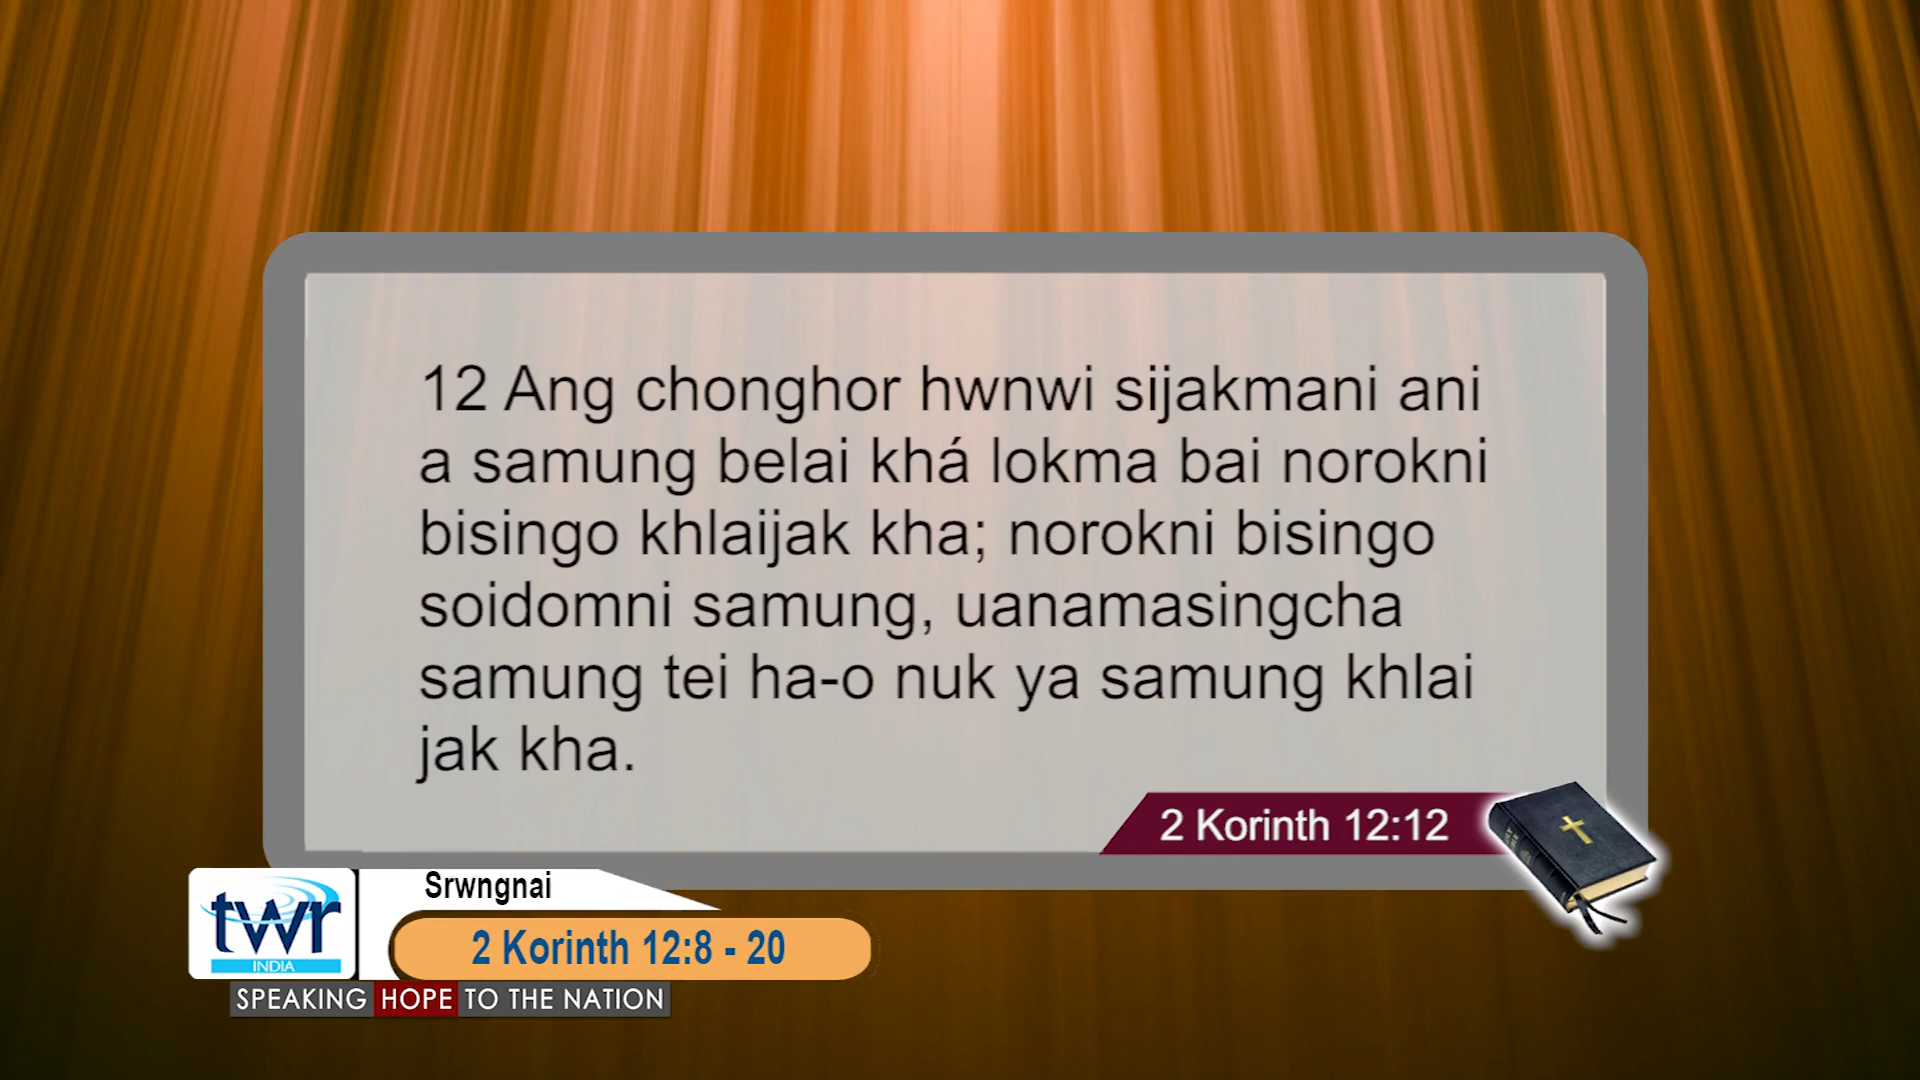 12 Ang chonghor hwnwi sijakmani ani
a samung belai khá lokma bai norokni
bisingo khlaijak kha; norokni bisingo
soidomni samung, uanamasingcha
samung tei ha-o nuk ya samung khlai
jak kha.
2 Korinth 12:12
Srwngnai
twr
INDIA
2 Korinth 12:8 - 20
SPEAKING HOPE TO THE NATION